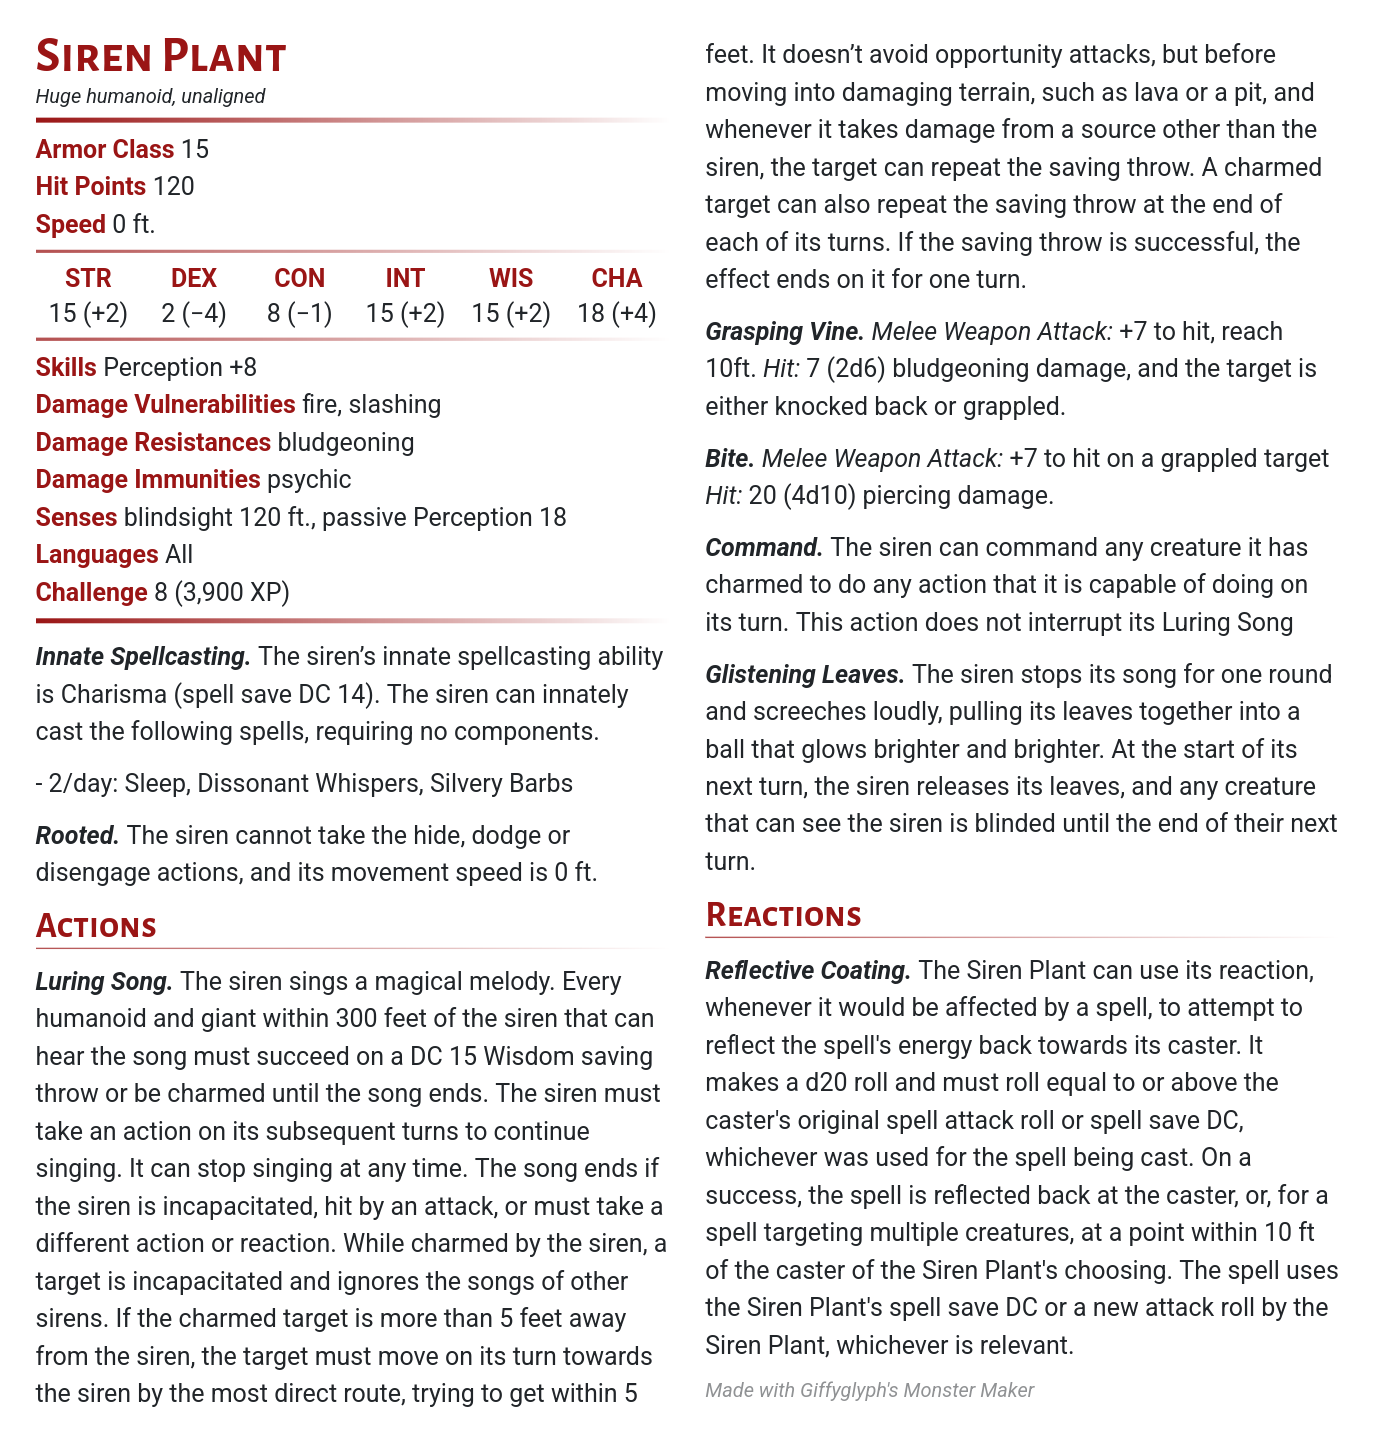 Siren Plant
Huge humanoid, unaligned
Armor Class 15
Hit Points 120
Speed 0 ft.
STR DEX CON INT WIS CHA
15 (+2) 2 (−4) 8 (−1) 15 (+2) 15 (+2) 18 (+4)
Skills Perception +8
Damage Vulnerabilities fire, slashing
Damage Resistances bludgeoning
Damage Immunities psychic
Senses blindsight 120 ft., passive Perception 18
Languages All
Challenge 8 (3,900 XP)
Innate Spellcasting. The siren’s innate spellcasting ability
is Charisma (spell save DC 14). The siren can innately
cast the following spells, requiring no components.
- 2/day: Sleep, Dissonant Whispers, Silvery Barbs
Rooted. The siren cannot take the hide, dodge or
disengage actions, and its movement speed is 0 ft.
Actions
Luring Song. The siren sings a magical melody. Every
humanoid and giant within 300 feet of the siren that can
hear the song must succeed on a DC 15 Wisdom saving
throw or be charmed until the song ends. The siren must
take an action on its subsequent turns to continue
singing. It can stop singing at any time. The song ends if
the siren is incapacitated, hit by an attack, or must take a
different action or reaction. While charmed by the siren, a
target is incapacitated and ignores the songs of other
sirens. If the charmed target is more than 5 feet away
from the siren, the target must move on its turn towards
the siren by the most direct route, trying to get within 5
feet. It doesn’t avoid opportunity attacks, but before
moving into damaging terrain, such as lava or a pit, and
whenever it takes damage from a source other than the
siren, the target can repeat the saving throw. A charmed
target can also repeat the saving throw at the end of
each of its turns. If the saving throw is successful, the
effect ends on it for one turn.
Grasping Vine. Melee Weapon Attack: +7 to hit, reach
10ft. Hit: 7 (2d6) bludgeoning damage, and the target is
either knocked back or grappled.
Bite. Melee Weapon Attack: +7 to hit on a grappled target
Hit: 20 (4d10) piercing damage.
Command. The siren can command any creature it has
charmed to do any action that it is capable of doing on
its turn. This action does not interrupt its Luring Song
Glistening Leaves. The siren stops its song for one round
and screeches loudly, pulling its leaves together into a
ball that glows brighter and brighter. At the start of its
next turn, the siren releases its leaves, and any creature
that can see the siren is blinded until the end of their next
turn.
Reactions
Reflective Coating. The Siren Plant can use its reaction,
whenever it would be affected by a spell, to attempt to
reflect the spell's energy back towards its caster. It
makes a d20 roll and must roll equal to or above the
caster's original spell attack roll or spell save DC,
whichever was used for the spell being cast. On a
success, the spell is reflected back at the caster, or, for a
spell targeting multiple creatures, at a point within 10 ft
of the caster of the Siren Plant's choosing. The spell uses
the Siren Plant's spell save DC or a new attack roll by the
Siren Plant, whichever is relevant.
Made with Giffyglyph's Monster Maker